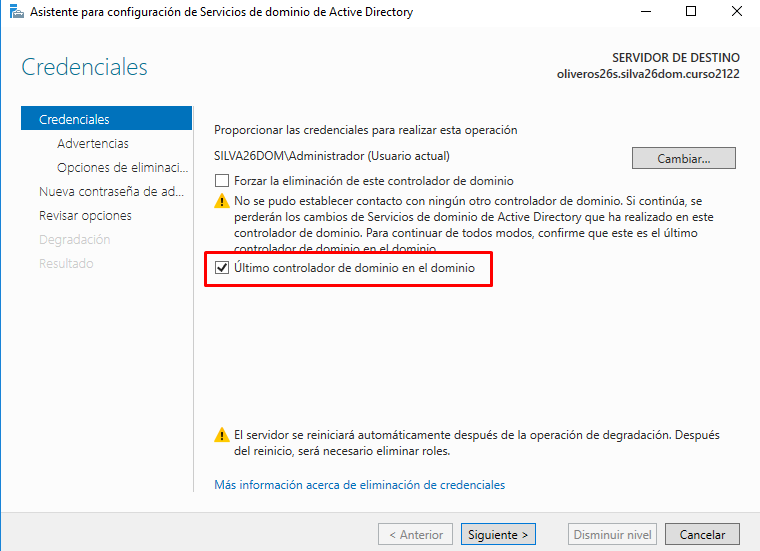 Asistente para configuración de Servicios de dominio de Active Directory
Credenciales
SERVIDOR DE DESTINO
oliveros26s.silva26dom.curso2122
Credenciales
Advertencias
Opciones de eliminaci...
Nueva contraseña de ad...
Revisar opciones
Degradación
Resultado
Proporcionar las credenciales para realizar esta operación
SILVA26DOM\Administrador (Usuario actual)
Cambiar...
Forzar la eliminación de este controlador de dominio
No se pudo establecer contacto con ningún otro controlador de dominio. Si continúa, se
perderán los cambios de Servicios de dominio de Active Directory que ha realizado en este
controlador de dominio. Para continuar de todos modos, confirme que este es el último
controlador de dominio en el dominio.
Último controlador de dominio en el dominio
El servidor se reiniciará automáticamente después de la operación de degradación. Después
del reinicio, será necesario eliminar roles.
Más información acerca de eliminación de credenciales
< Anterior
Siguiente >
Disminuir nivel
Cancelar